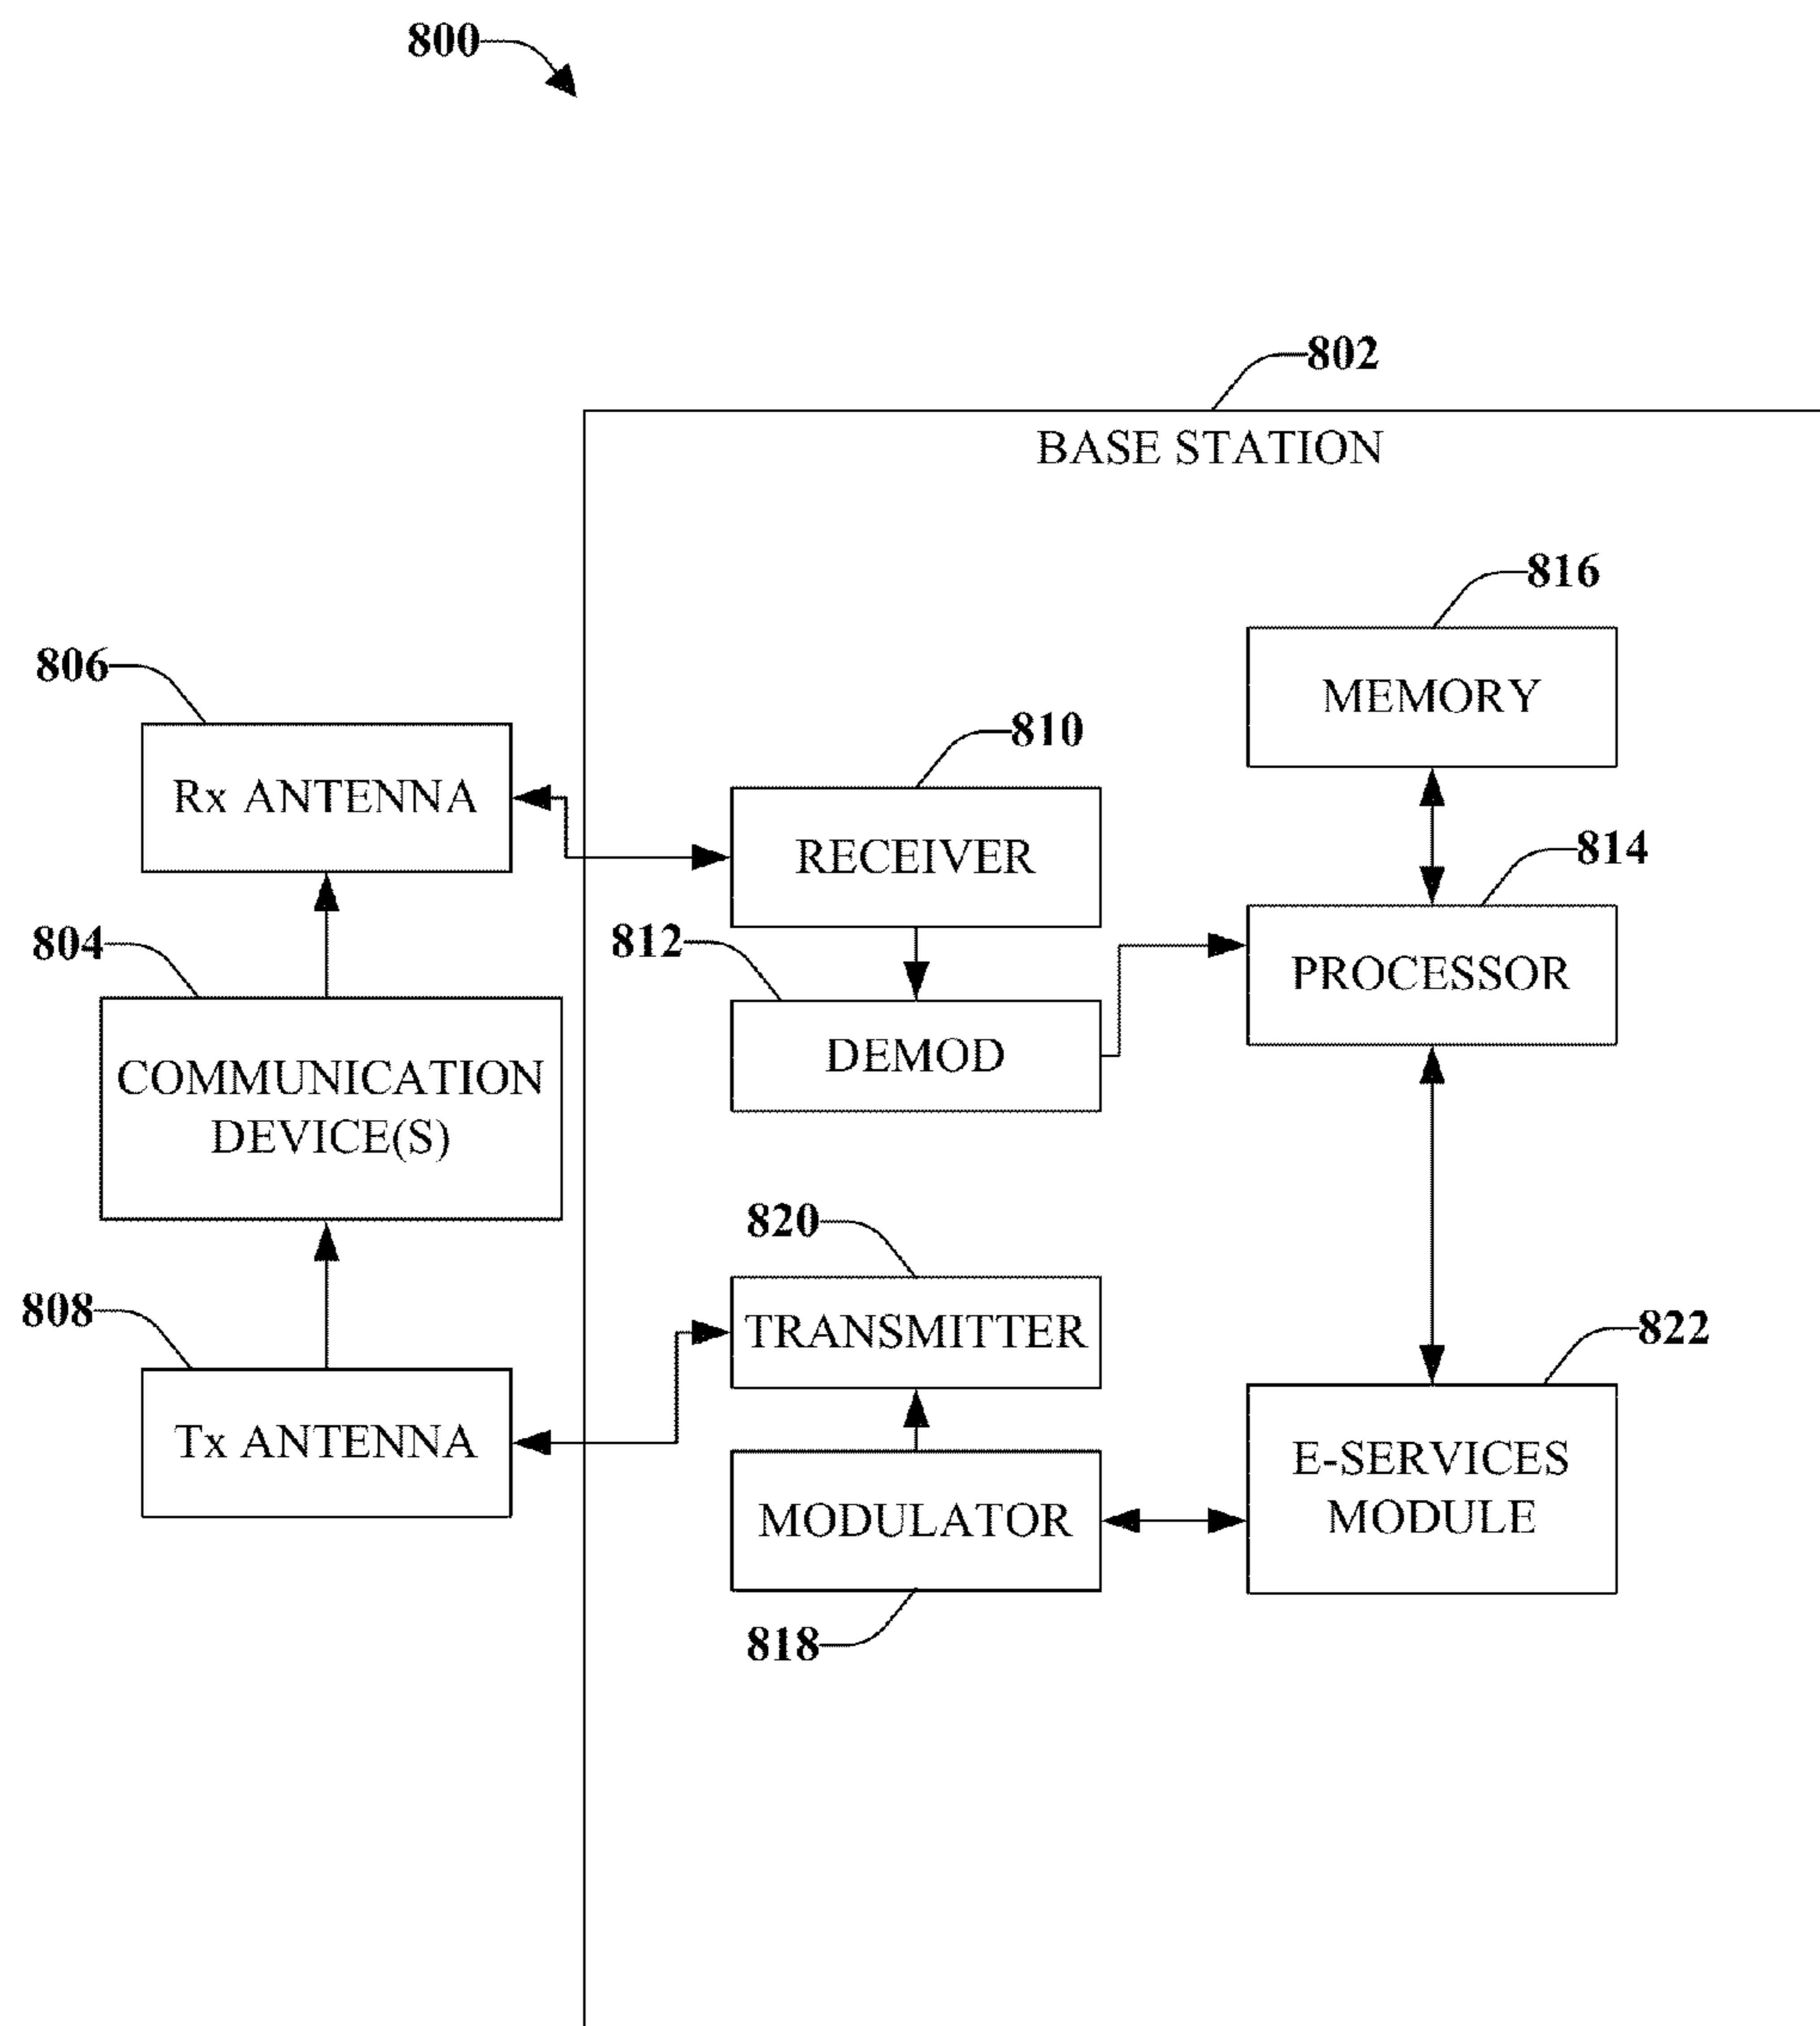 800
802
BASE STATION
816
MEMORY
806
Rx ANTENNA
810
RECEIVER
814
PROCESSOR
804
COMMUNICATION
DEVICE(S)
812
DEMOD
820
TRANSMITTER
808
Tx ANTENNA
822
E-SERVICES
MODULE
MODULATOR
818